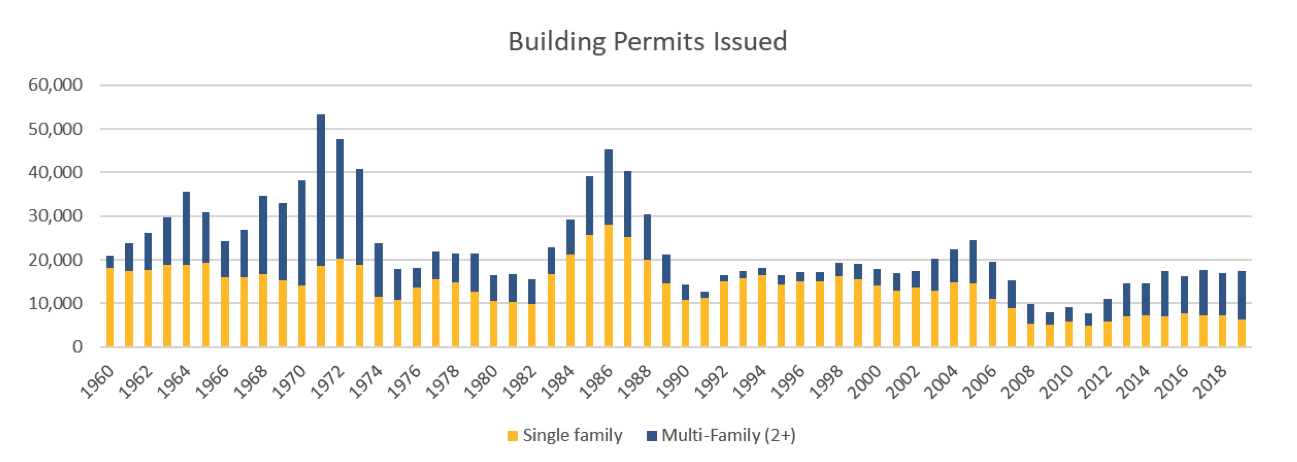 Building Permits Issued
60,000
50,000
40,000
30,000
20,000
10,000
0
1960 1962 1964 1966 1968 1970 1972 1974 1976 1978 1980 1982 1984 1986 1988 1990 1992 1994 1996 1998 2000 2002 2004 2006 2008 2010 2012 2014 2016 2018
Single family Multi-Family (2+)